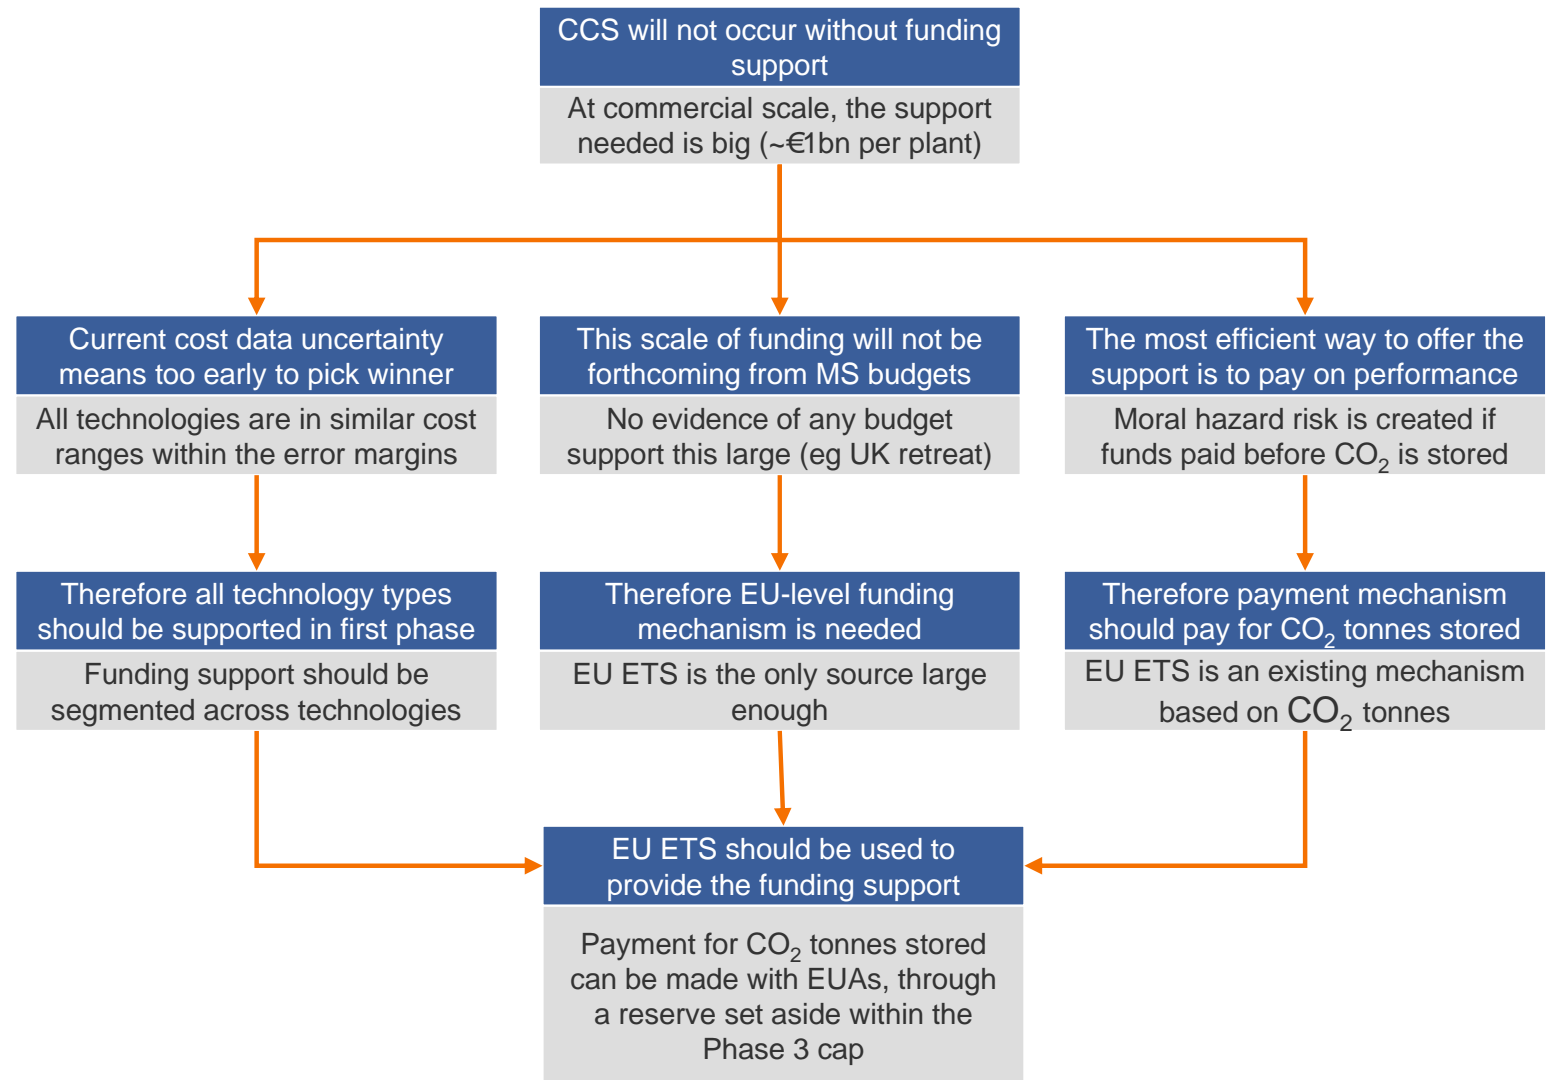 CCS will not occur without funding
support
At commercial scale, the support
needed is big (~€1bn per plant)
Current cost data uncertainty
means too early to pick winner
All technologies are in similar cost
ranges within the error margins
This scale of funding will not be
forthcoming from MS budgets
No evidence of any budget
support this large (eg UK retreat)
The most efficient way to offer the
support is to pay on performance
Moral hazard risk is created if
funds paid before CO₂ is stored
Therefore all technology types
should be supported in first phase
Funding support should be
segmented across technologies
Therefore EU-level funding
mechanism is needed
EU ETS is the only source large
enough
Therefore payment mechanism
should pay for CO₂ tonnes stored
EU ETS is an existing mechanism
based on CO₂ tonnes
EU ETS should be used to
provide the funding support
Payment for CO₂ tonnes stored
can be made with EUAs, through
a reserve set aside within the
Phase 3 cap